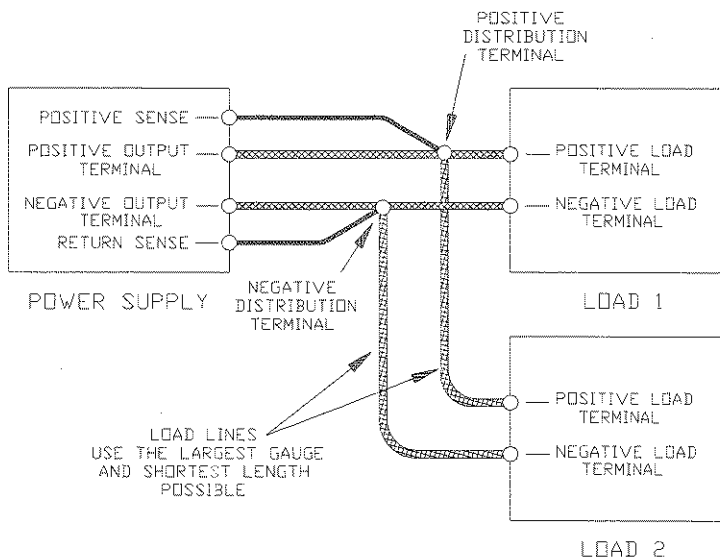 POSITIVE
DISTRIBUTION
TERMINAL
POSITIVE SENSE
POSITIVE OUTPUT
TERMINAL
NEGATIVE OUTPUT
TERMINAL
RETURN SENSE
POWER SUPPLY
POSITIVE LOAD
TERMINAL
NEGATIVE LOAD
TERMINAL
LOAD 1
NEGATIVE
DISTRIBUTION
TERMINAL
LOAD LINES
USE THE LARGEST GAUGE
AND SHORTEST LENGTH
POSSIBLE
POSITIVE LOAD
TERMINAL
NEGATIVE LOAD
TERMINAL
LOAD 2